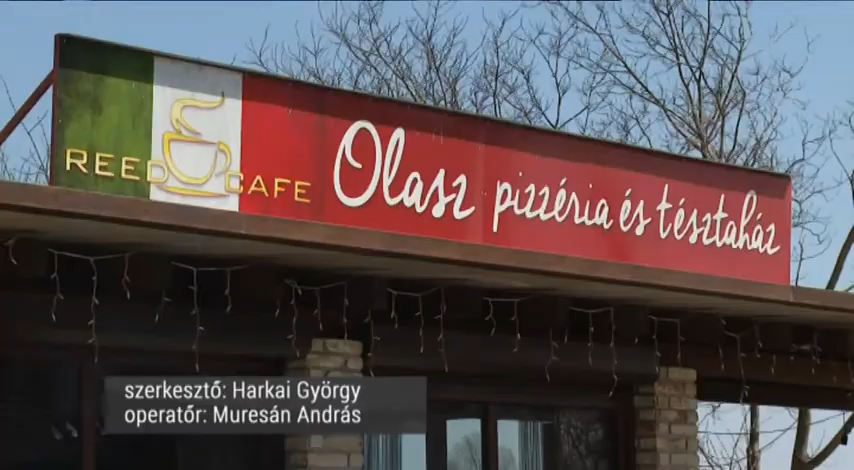 REED CAFE
Olasz pizzéria és tésztaház
szerkesztő: Harkai György
operatőr: Muresán András